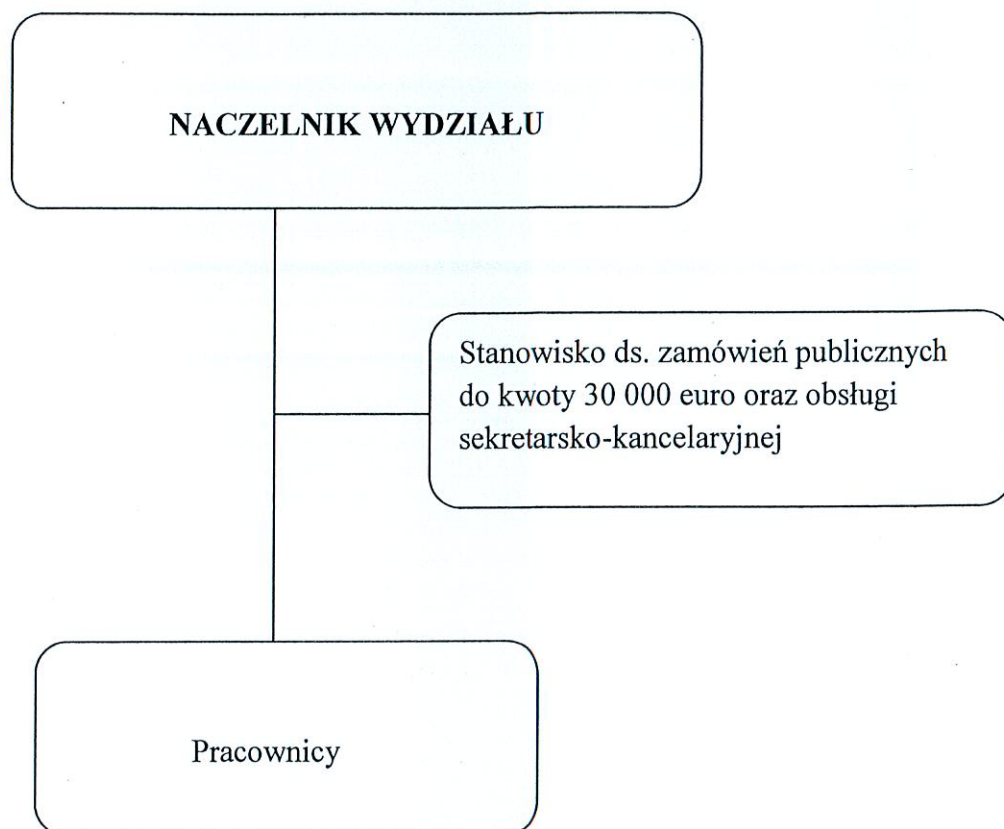 NACZELNIK WYDZIAŁU
Stanowisko ds. zamówień publicznych
do kwoty 30 000 euro oraz obsługi
sekretarsko-kancelaryjnej
Pracownicy